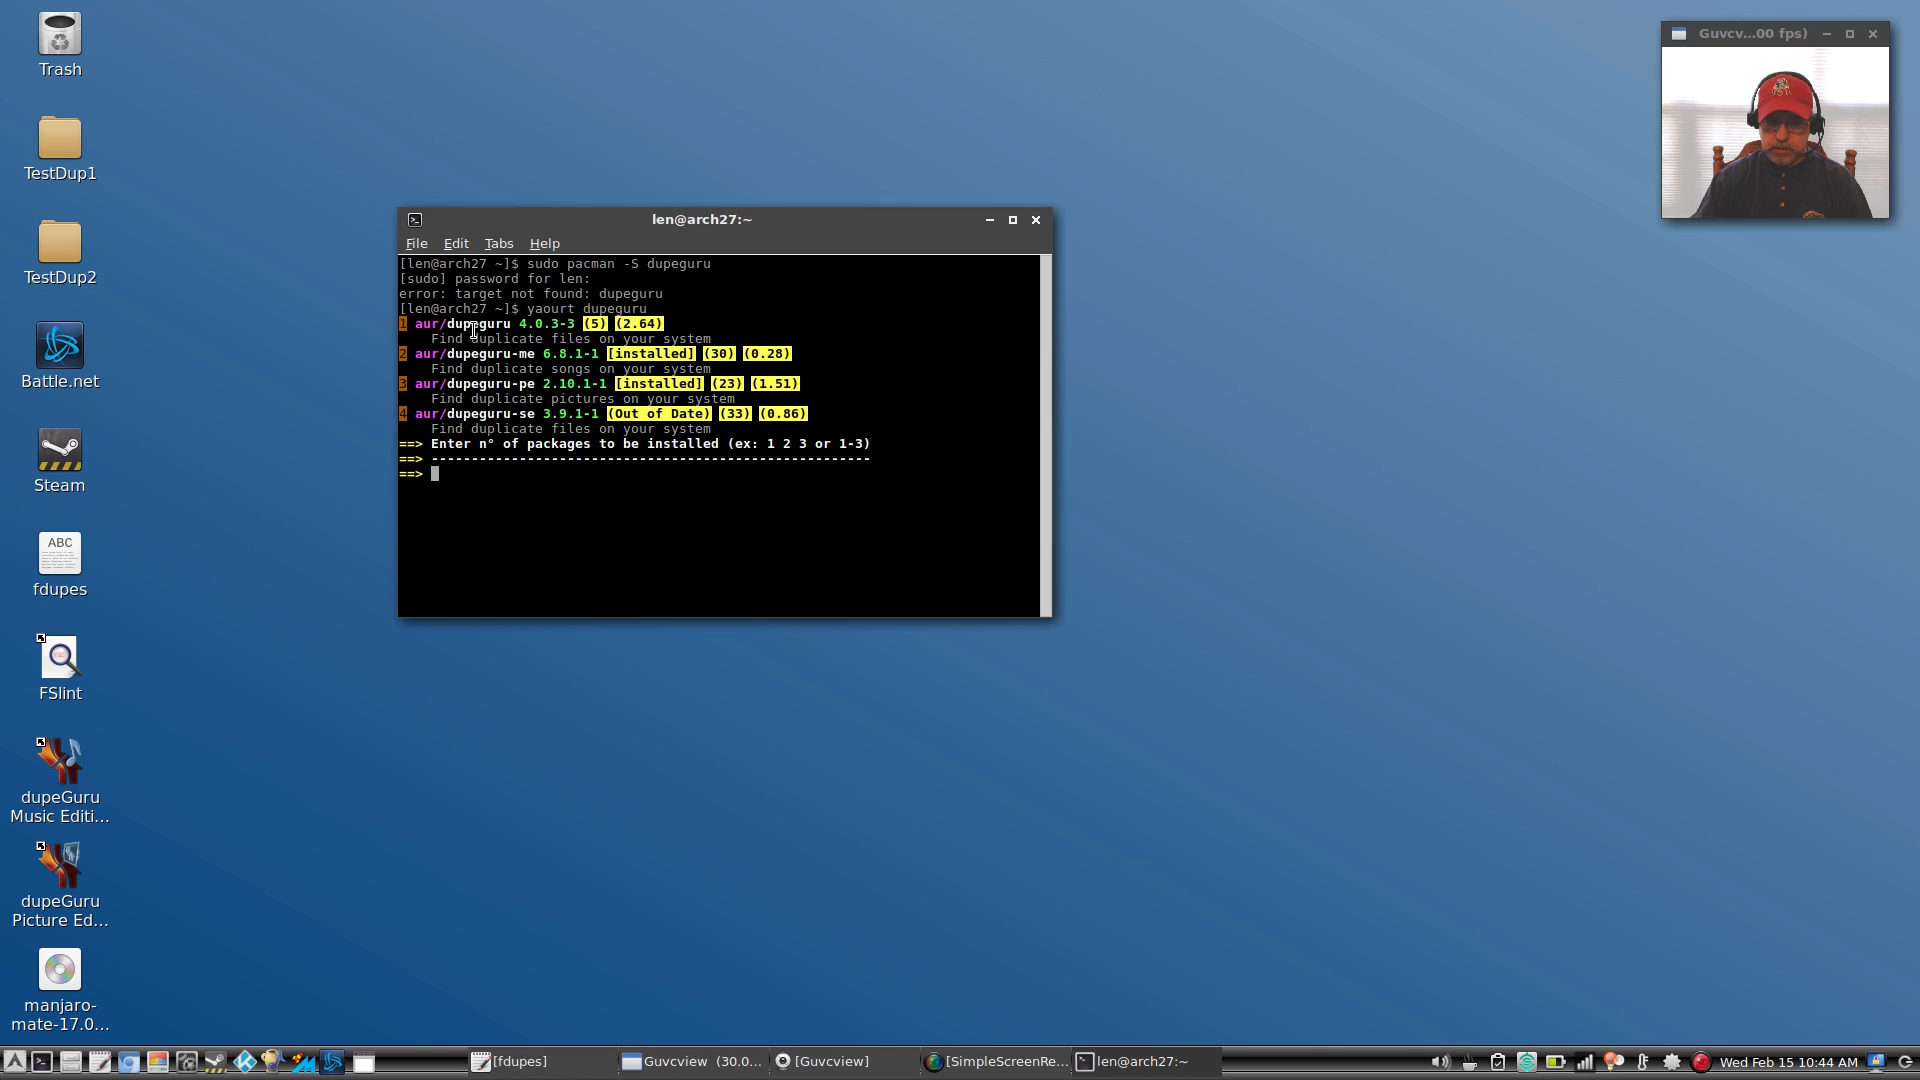 Trash
TestDup1
TestDup2
Battle.net
Steam
ABC
fdupes
FSlint
dupeGuru
Music Editi...
dupeGuru
Picture Ed...
manjaro-
mate-17.0...
Guvcv...00 fps)
len@arch27:~
File Edit Tabs Help
[len@arch27 ~]$ sudo pacman -S dupeguru
[sudo] password for len:
error: target not found: dupeguru
[len@arch27 ~]$ yaourt dupeguru
1 aur/dupeguru 4.0.3-3 (5) (2.64)
Find duplicate files on your system
2 aur/dupeguru-me 6.8.1-1 [installed] (30) (0.28)
Find duplicate songs on your system
3 aur/dupeguru-pe 2.10.1-1 [installed] (23) (1.51)
Find duplicate pictures on your system
4 aur/dupeguru-se 3.9.1-1 (Out of Date) (33) (0.86)
Find duplicate files on your system
==> Enter n° of packages to be installed (ex: 1 2 3 or 1-3)
==> -------------------------------------------------------
==>
[fdupes] Guvcview (30.0... [Guvcview] [SimpleScreenRe... len@arch27:~ Wed Feb 15 10:44 AM